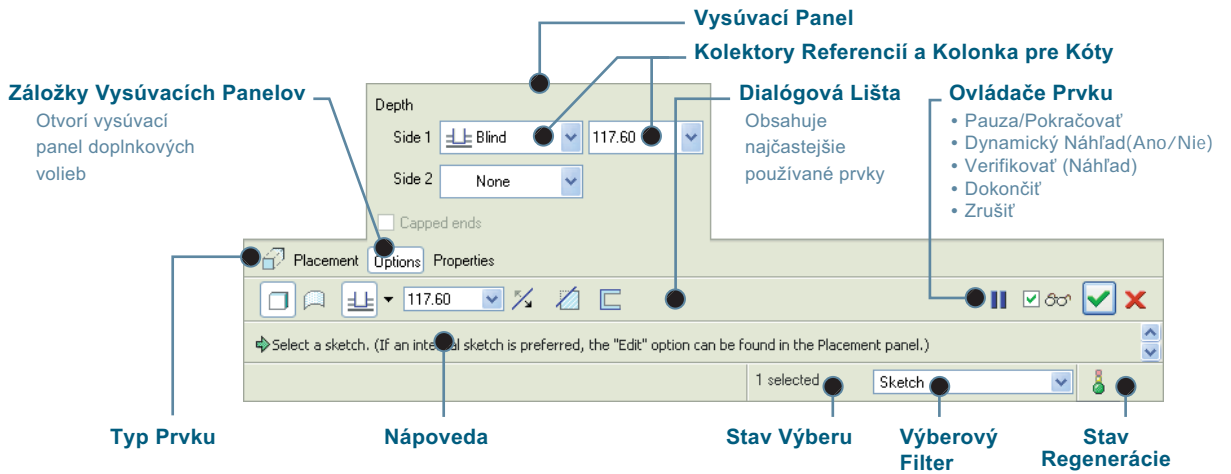 Vysúvací Panel
Kolektory Referencií a Kolonka pre Kóty
Záložky Vysúvacích Panelov
Otvorí vysúvací
panel doplnkových
volieb
Dialógová Lišta
Obsahuje
najčastejšie
používané prvky
Ovládače Prvku
• Pauza/Pokračovať
• Dynamický Náhľad(Ano/Nie)
• Verifikovať (Náhľad)
• Dokončiť
• Zrušiť
Depth
Side 1 Blind 117.60
Side 2 None
Capped ends
Placement Options Properties
117.60
Select a sketch. (If an internal sketch is preferred, the "Edit" option can be found in the Placement panel.)
1 selected Sketch
Typ Prvku
Nápoveda
Stav Výberu
Výberový
Filter
Stav
Regenerácie